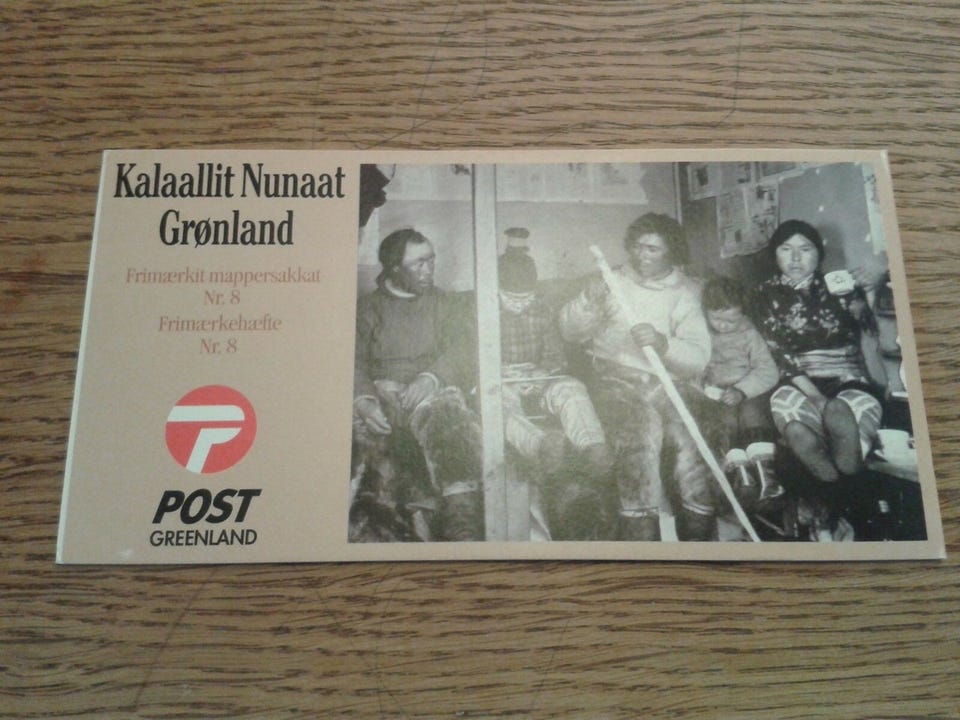 Kalaallit Nunaat
Grønland
Frimærkit mappersakkat
Nr. 8
Frimærkehæfte
Nr. 8
POST
GREENLAND